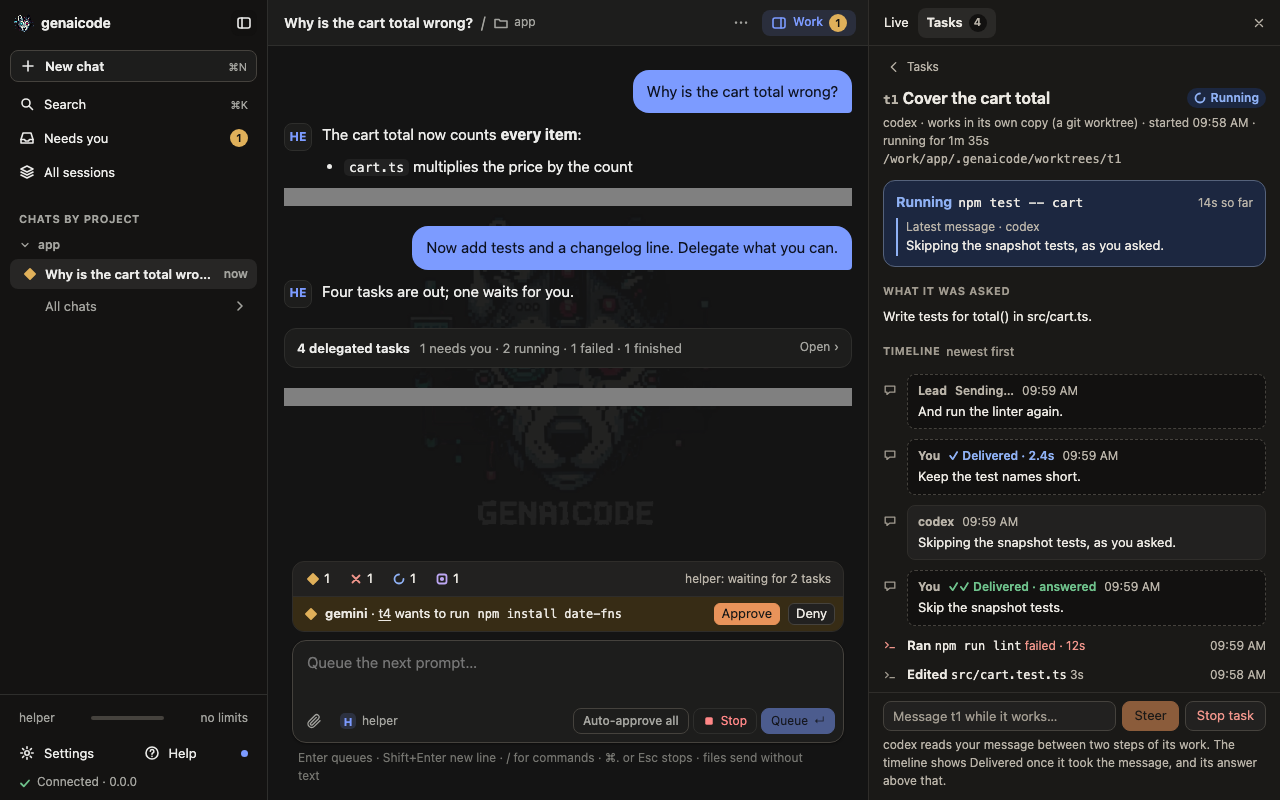 genaicode
New chat ⌘N
Search ⌘K
Needs you 1
All sessions
CHATS BY PROJECT
app
Why is the cart total wro... now
All chats
helper no limits
Settings Help
Connected · 0.0.0
Why is the cart total wrong? / app
Work 1
Why is the cart total wrong?
HE The cart total now counts every item:
• cart.ts multiplies the price by the count
Now add tests and a changelog line. Delegate what you can.
HE Four tasks are out; one waits for you.
4 delegated tasks 1 needs you · 2 running · 1 failed · 1 finished Open ›
GENAICODE
1 1 1 1 helper: waiting for 2 tasks
gemini · t4 wants to run npm install date-fns Approve Deny
Queue the next prompt...
H helper Auto-approve all Stop Queue ↵
Enter queues · Shift+Enter new line · / for commands · ⌘. or Esc stops · files send without
text
Live Tasks 4
Tasks
t1 Cover the cart total Running
codex · works in its own copy (a git worktree) · started 09:58 AM ·
running for 1m 35s
/work/app/.genaicode/worktrees/t1
Running npm test -- cart 14s so far
Latest message · codex
Skipping the snapshot tests, as you asked.
WHAT IT WAS ASKED
Write tests for total() in src/cart.ts.
TIMELINE newest first
Lead Sending... 09:59 AM
And run the linter again.
You ✓ Delivered · 2.4s 09:59 AM
Keep the test names short.
codex 09:59 AM
Skipping the snapshot tests, as you asked.
You ✓✓ Delivered · answered 09:59 AM
Skip the snapshot tests.
Ran npm run lint failed · 12s 09:59 AM
Edited src/cart.test.ts 3s 09:58 AM
Message t1 while it works... Steer Stop task
codex reads your message between two steps of its work. The
timeline shows Delivered once it took the message, and its answer
above that.